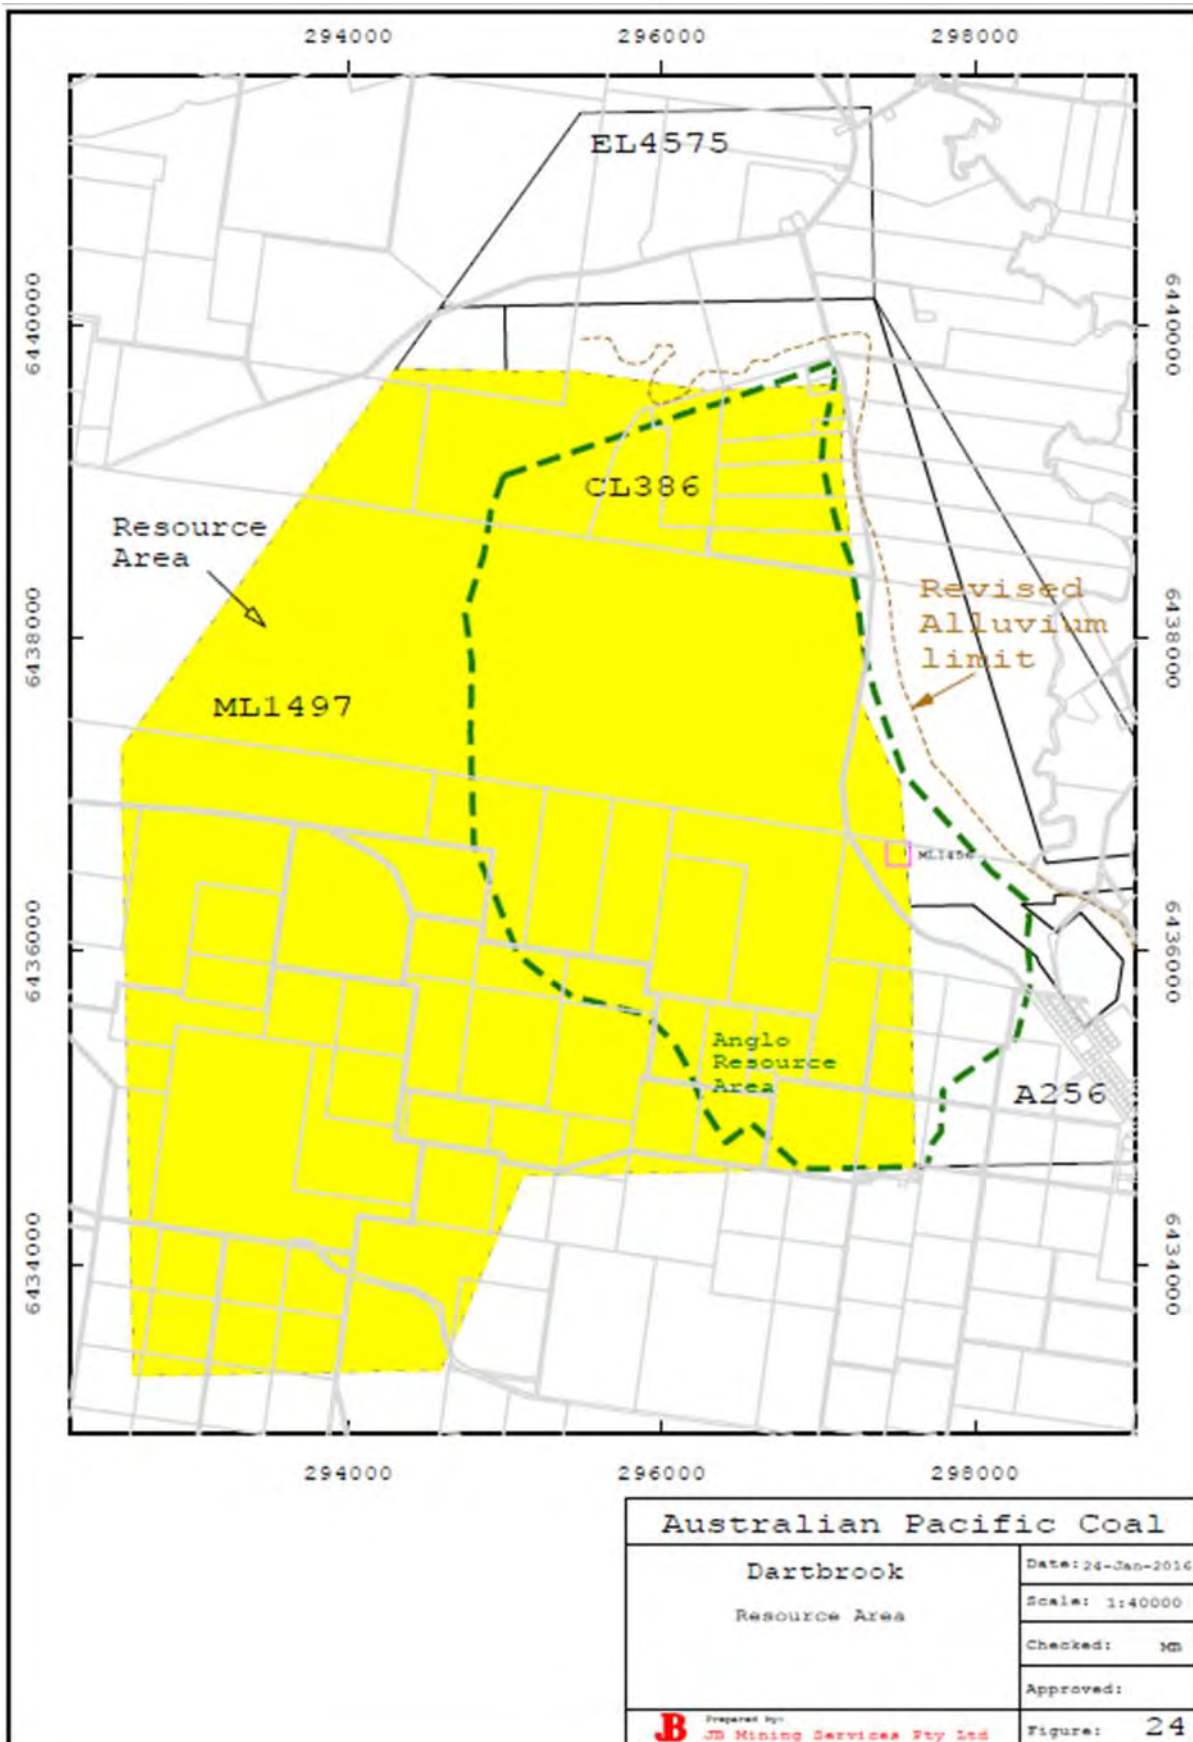 294000
296000
298000
EL4575
6440000
6440000
CL386
Resource
Area
Revised
Alluvium
limit
6438000
6438000
ML1497
ML1456
6436000
6436000
Anglo
Resource
Area
A256
6434000
6434000
294000
296000
298000
Australian Pacific Coal
Dartbrook
Date: 24-Jan-2016
Resource Area
Scale: 1:40000
Checked:
Approved:
JB
Prepared by:
JB Mining Services Pty Ltd
Figure: 24